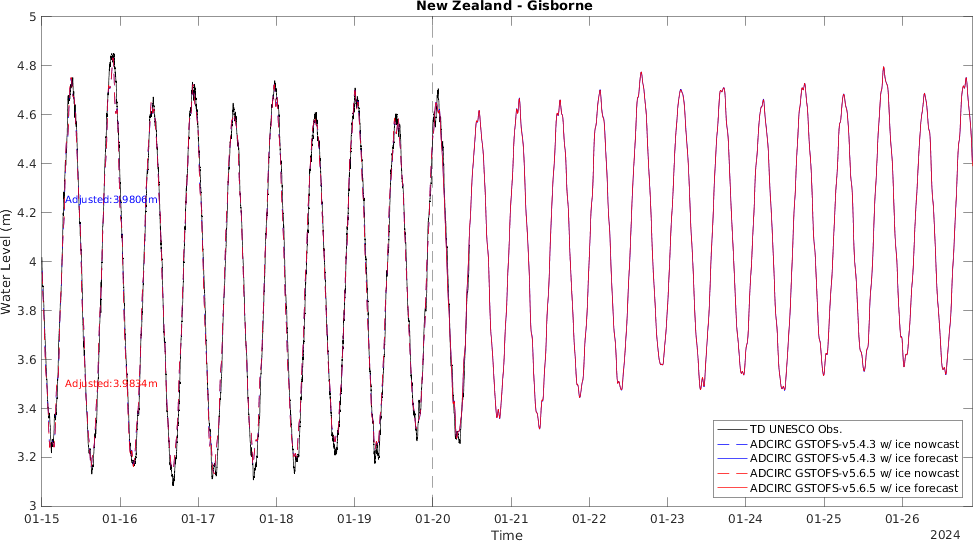 New Zealand - Gisborne
5
4.8
4.6
4.4
4.2
4
3.8
3.6
3.4
3.2
3
Water Level (m)
Adjusted:3.9806m
Adjusted:3.9834m
TD UNESCO Obs.
ADCIRC GSTOFS-v5.4.3 w/ ice nowcast
ADCIRC GSTOFS-v5.4.3 w/ ice forecast
ADCIRC GSTOFS-v5.6.5 w/ ice nowcast
ADCIRC GSTOFS-v5.6.5 w/ ice forecast
01-15 01-16 01-17 01-18 01-19 01-20 01-21 01-22 01-23 01-24 01-25 01-26
Time
2024